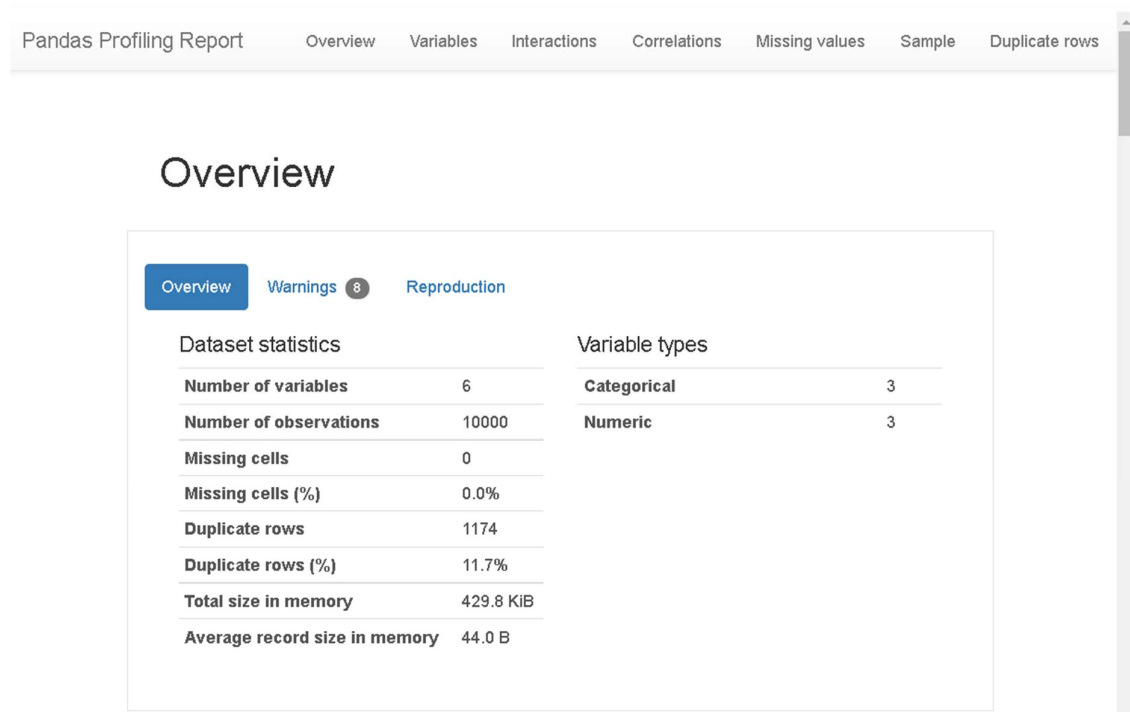 Pandas Profiling Report Overview Variables Interactions Correlations Missing values Sample Duplicate rows
Overview
Overview Warnings 8 Reproduction
Dataset statistics
Number of variables 6
Number of observations 10000
Missing cells 0
Missing cells (%) 0.0%
Duplicate rows 1174
Duplicate rows (%) 11.7%
Total size in memory 429.8 KiB
Average record size in memory 44.0 B
Variable types
Categorical 3
Numeric 3